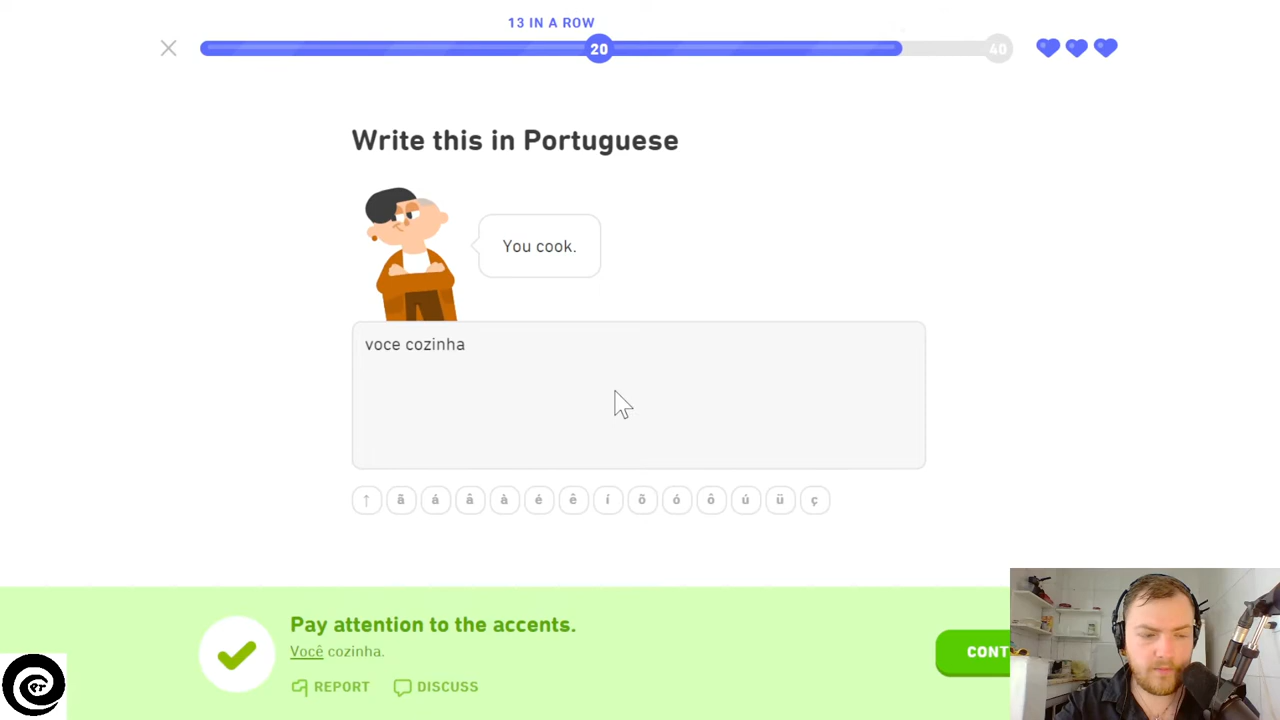 13 IN A ROW
20
40
Write this in Portuguese
You cook.
voce cozinha
↑ ã á â à é ê í õ ó ô ú ü ç
Pay attention to the accents.
Você cozinha.
REPORT DISCUSS
CONT